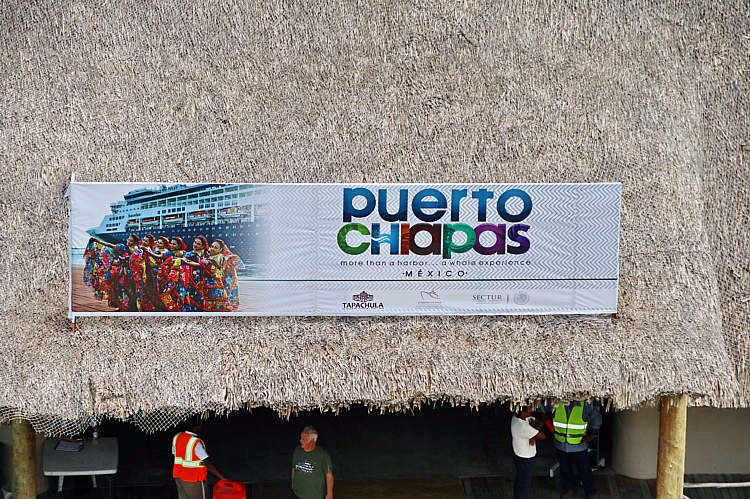 puerto
chiapas
more than a harbor... a whole experience
·MÉXICO·
TAPACHULA
SECTUR